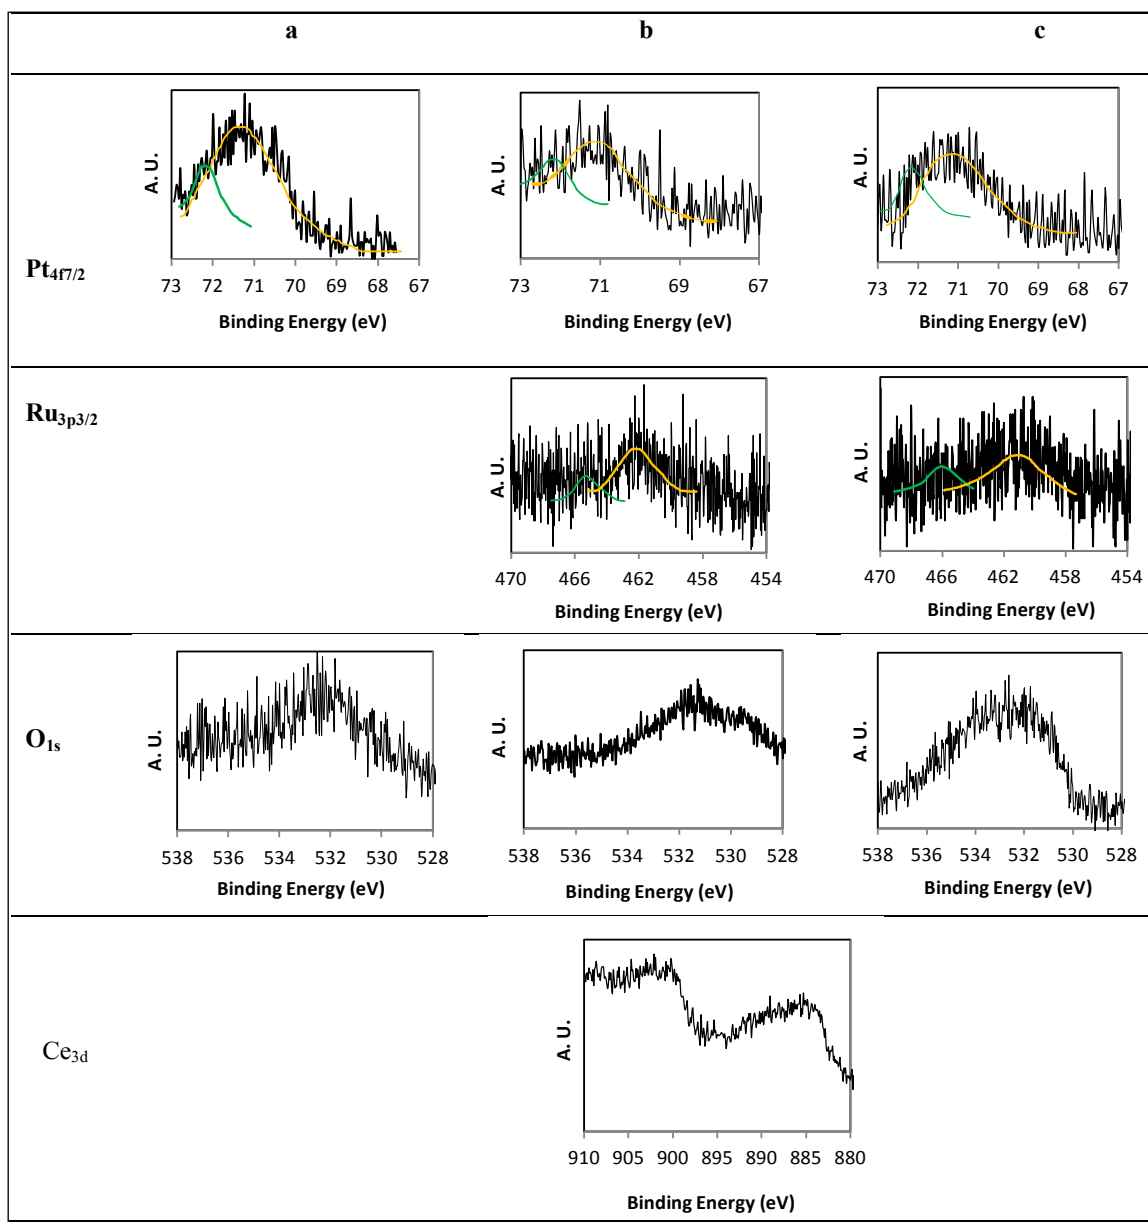 a b c
Pt4f7/2
A. U. A. U. A. U.
73 72 71 70 69 68 67 73 71 69 67 73 72 71 70 69 68 67
Binding Energy (eV) Binding Energy (eV) Binding Energy (eV)
Ru3p3/2
A. U. A. U.
470 466 462 458 454 470 466 462 458 454
Binding Energy (eV) Binding Energy (eV)
O1s
A. U. A. U. A. U.
538 536 534 532 530 528 538 536 534 532 530 528 538 536 534 532 530 528
Binding Energy (eV) Binding Energy (eV) Binding Energy (eV)
Ce3d
A. U.
910 905 900 895 890 885 880
Binding Energy (eV)